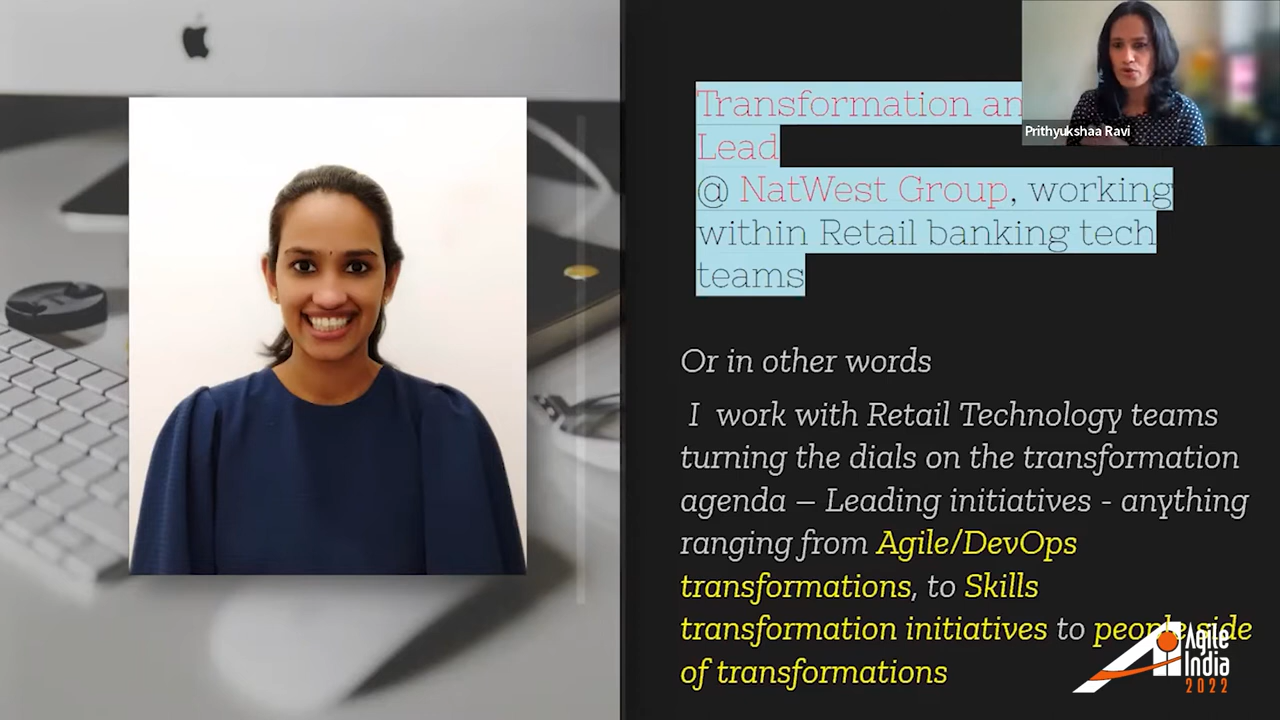 Transformation an
Lead
@ NatWest Group, working
within Retail banking tech
teams
Prithyukshaa Ravi
Or in other words
I work with Retail Technology teams
turning the dials on the transformation
agenda – Leading initiatives - anything
ranging from Agile/DevOps
transformations, to Skills
transformation initiatives to people side
of transformations
Agile
India
2022